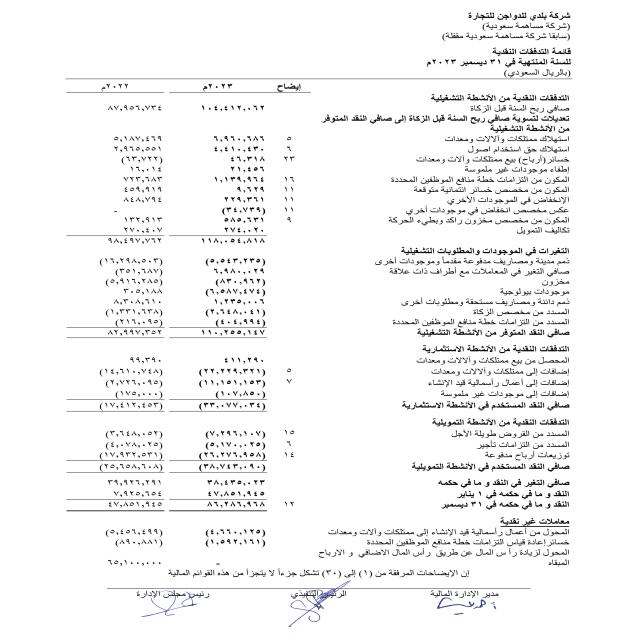 شركة بلدي للدواجن للتجارة
(شركة مساهمة سعودية)
(سابقا شركة مساهمة سعودية مقفلة)
قائمة التدفقات النقدية
للسنة المنتهية في ٣١ ديسمبر ٢٠٢٣م
(بالريال السعودي)
إيضاح ٢٠٢٣م ٢٠٢٢م
التدفقات النقدية من الأنشطة التشغيلية
صافي ربح السنة قبل الزكاة ١٠٤,٤١٢,٠٦٢ ٨٧,٩٥٦,٧٣٤
تعديلات لتسوية صافي ربح السنة قبل الزكاة إلى صافي النقد المتوفر
من الأنشطة التشغيلية
استهلاك ممتلكات وآلات ومعدات ٥ ٦,٩٦٠,٦٨٦ ٥,١٨٧,٤٦٩
استهلاك حق استخدام اصول ٦ ٤,٤١٠,٤٣٠ ٢,٩٦٥,٥٥١
خسائر (أرباح) بيع ممتلكات وآلات ومعدات ٢٣ ٤٦,٣١٨ (٦٣,٧٢٢)
إطفاء موجودات غير ملموسة ٢١,٤٥٦ ١٦,٠١٤
المكون من التزامات خطة منافع الموظفين المحددة ١٦ ١,١٣٩,٩٦٤ ٧٢٣,٦٨٣
المكون من مخصص خسائر ائتمانية متوقعة ١١ ٩,٦٢٩ ٤٥٩,٩١٩
الإنخفاض في الموجودات الأخرى ١١ ٢٢٩,٣٦١ ٨٤٨,٧٩٤
عكس مخصص انخفاض في موجودات أخرى ١١ (٣٤,٧٣٩) -
المكون من مخصص مخزون راكد وبطيء الحركة ٩ ٥٨٥,٦٣١ ١٣٢,٩١٣
تكاليف التمويل ٢٧٤,٠٢٠ ٢٧٠,٤٠٧
١١٨,٠٥٤,٨١٨ ٩٨,٤٩٧,٧٦٢
التغيرات في الموجودات والمطلوبات التشغيلية
ذمم مدينة ومصاريف مدفوعة مقدماً وموجودات أخرى (٥,٥٤٣,٢٣٥) (١٦,٢٩٨,٥٠٣)
صافي التغير في المعاملات مع أطراف ذات علاقة ٦,٩٨٠,٠٢٩ (٣٥١,٦٨٧)
مخزون (٨٣٠,٩٦٢) (٥,٩١٦,٢٨٥)
موجودات بيولوجية (٦,٥٨٧,٤٧٤) ٣٠٥,١٨٨
ذمم دائنة ومصاريف مستحقة ومطلوبات أخرى ١,٢٣٥,٠٠٦ ٨,٣٠٨,٦١٠
المسدد من مخصص الزكاة (٢,٦٤٨,٠٤١) (١,٣٣١,٦٣٨)
المسدد من التزامات خطة منافع الموظفين المحددة (٤٠٤,٩٩٤) (٢١٦,٠٩٥)
صافي النقد المتوفر من الأنشطة التشغيلية ١١٠,٢٥٥,١٤٧ ٨٢,٩٩٧,٣٥٢
التدفقات النقدية من الأنشطة الاستثمارية
المحصل من بيع ممتلكات وآلات ومعدات ٤١١,٢٩٠ ٩٩,٣٩٠
إضافات إلى ممتلكات وآلات ومعدات ٥ (٢٢,٢٢٩,٣٢١) (١٤,٦١٠,٧٤٨)
إضافات إلى أعمال رأسمالية قيد الإنشاء ٧ (١١,١٥١,١٥٣) (٢,٧٢٦,٠٩٥)
إضافات إلى موجودات غير ملموسة (١٠٧,٨٥٠) (١٧٥,٠٠٠)
صافي النقد المستخدم في الأنشطة الاستثمارية (٣٣,٠٧٧,٠٣٤) (١٧,٤١٢,٤٥٣)
التدفقات النقدية من الأنشطة التمويلية
المسدد من القروض طويلة الأجل ١٥ (٧,٢٩٦,١٠٧) (٣,٦٤٨,٠٥٢)
المسدد من التزامات تأجير ٦ (٥,١٧٠,٠٢٥) (٤,٠٧٨,٠٢٥)
توزيعات أرباح مدفوعة ١٤ (٢٦,٢٧٦,٩٥٨) (١٧,٩٣٢,٥٣١)
صافي النقد المستخدم في الأنشطة التمويلية (٣٨,٧٤٣,٠٩٠) (٢٥,٦٥٨,٦٠٨)
صافي التغير في النقد و ما في حكمه ٣٨,٤٣٥,٠٢٣ ٣٩,٩٢٦,٢٩١
النقد و ما في حكمه في ١ يناير ٤٧,٨٥١,٩٤٥ ٧,٩٢٥,٦٥٤
النقد و ما في حكمه في ٣١ ديسمبر ١٢ ٨٦,٢٨٦,٩٦٨ ٤٧,٨٥١,٩٤٥
معاملات غير نقدية
المحول من أعمال رأسمالية قيد الإنشاء إلى ممتلكات وآلات ومعدات (٤,٦٦٠,١٢٥) (٥,٤٥٦,٤٩٩)
خسائر إعادة قياس التزامات خطة منافع الموظفين المحددة (١,٥٩٢,١٦١) (٨٩٠,٨٨١)
المحول لزيادة رأس المال عن طريق رأس المال الاضافي و الارباح
المبقاه - ٦٥,١٠٠,٠٠٠
إن الإيضاحات المرفقة من (١) إلى (٣٠) تشكل جزءاً لا يتجزأ من هذه القوائم المالية
مدير الإدارة المالية الرئيس التنفيذي رئيس مجلس الإدارة